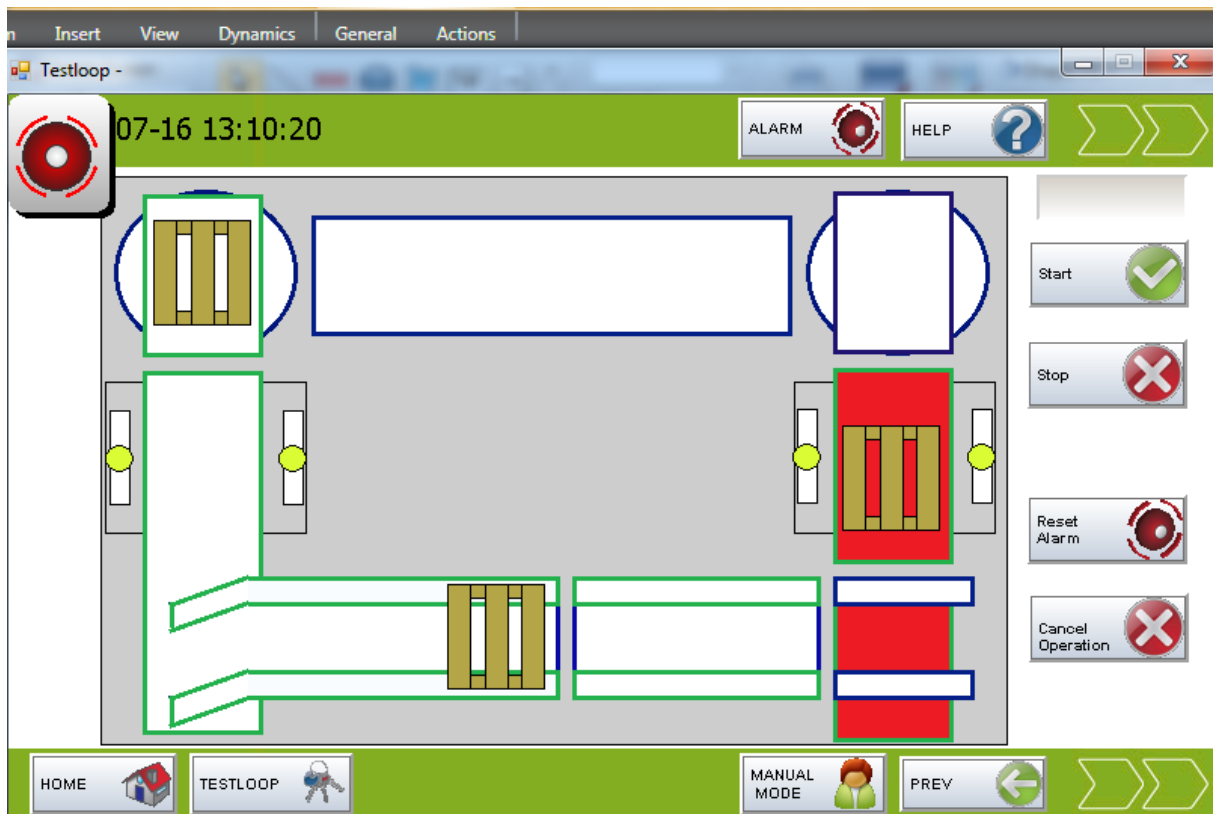 Insert View Dynamics General Actions
Testloop -
07-16 13:10:20
ALARM
HELP
Start
Stop
Reset
Alarm
Cancel
Operation
HOME
TESTLOOP
MANUAL
MODE
PREV